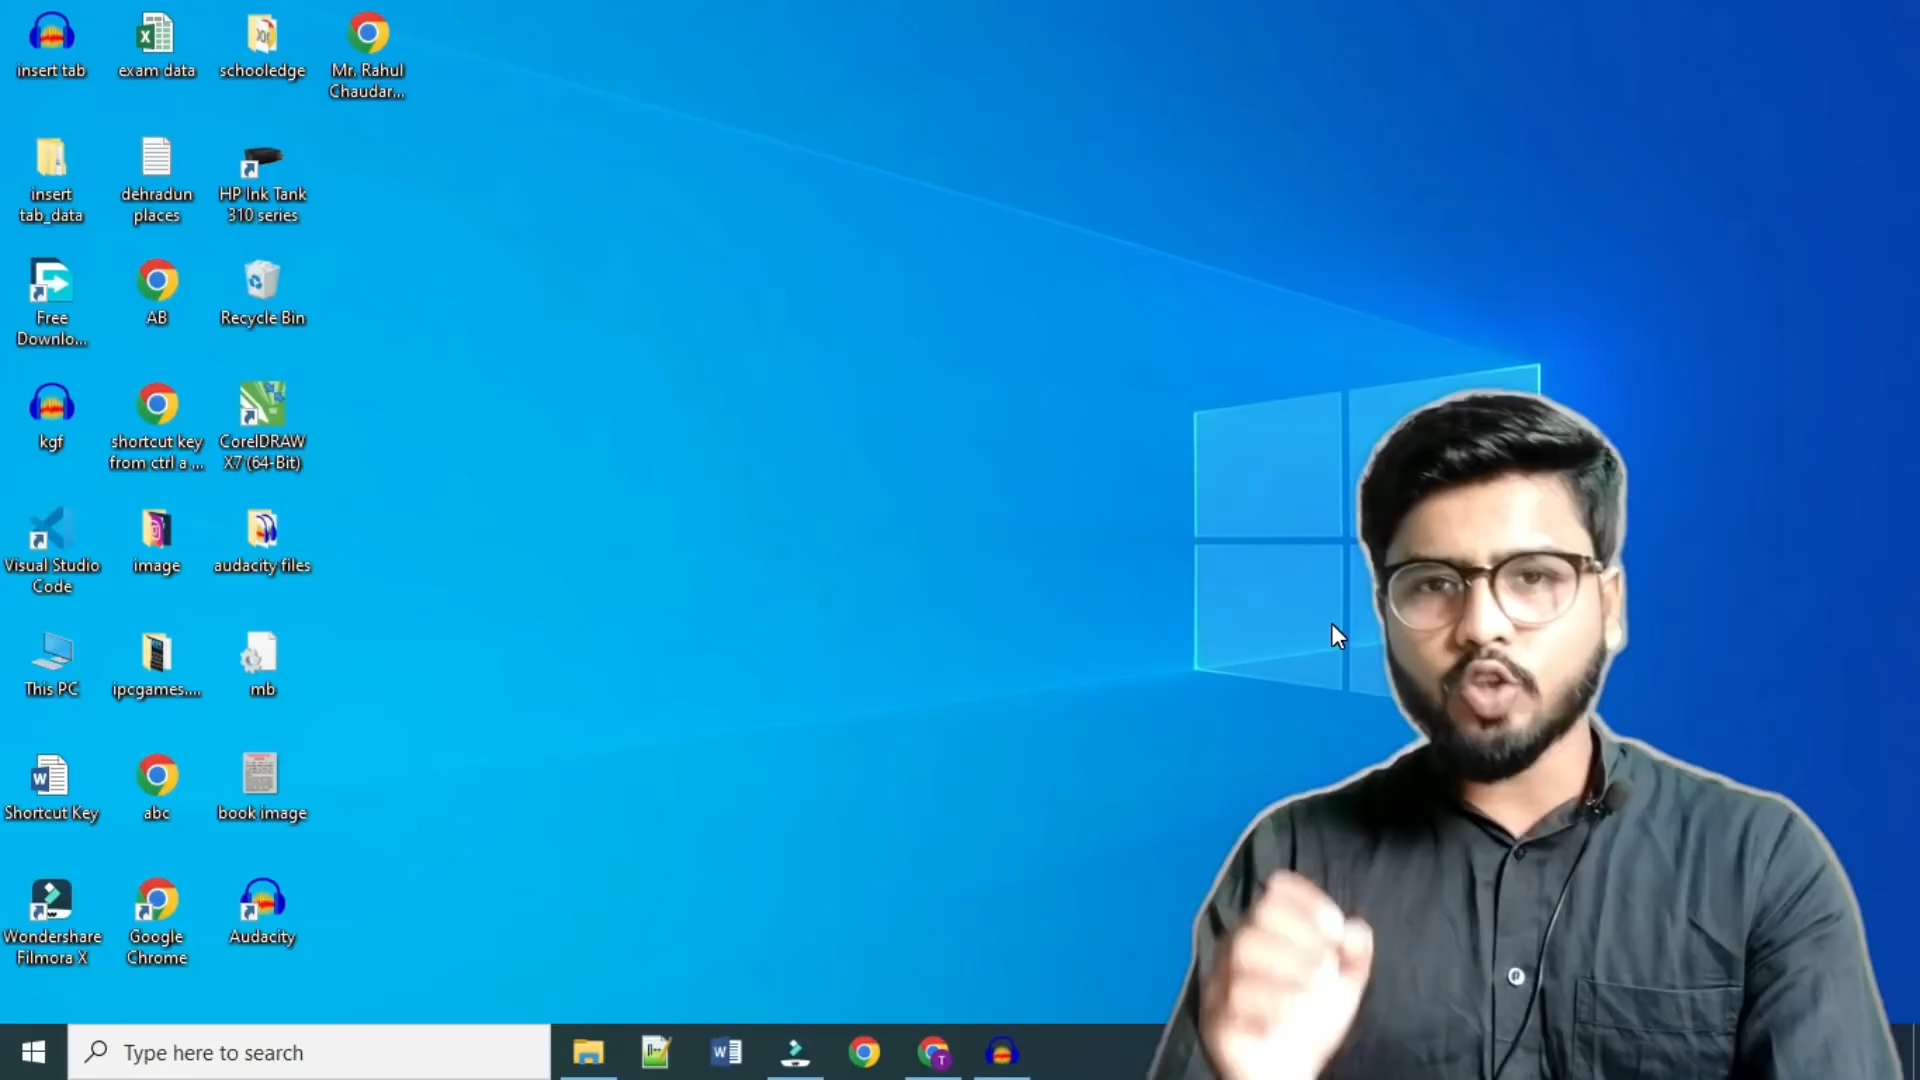 insert tab
exam data
schooledge
Mr. Rahul
Chaudar...
insert
tab_data
dehradun
places
HP Ink Tank
310 series
Free
Downlo...
AB
Recycle Bin
kgf
shortcut key
from ctrl a ...
CorelDRAW
X7 (64-Bit)
Visual Studio
Code
image
audacity files
This PC
ipcgames....
mb
Shortcut Key
abc
book image
Wondershare
Filmora X
Google
Chrome
Audacity
Type here to search